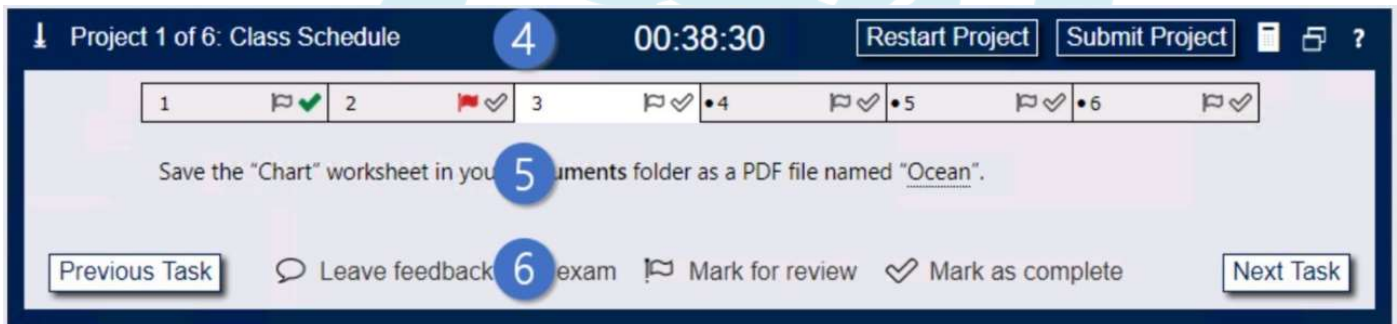 Project 1 of 6: Class Schedule 4 00:38:30 Restart Project Submit Project ?
1 2 3 •4 •5 •6
Save the "Chart" worksheet in you 5 uments folder as a PDF file named "Ocean".
Previous Task Leave feedback 6 exam Mark for review Mark as complete Next Task